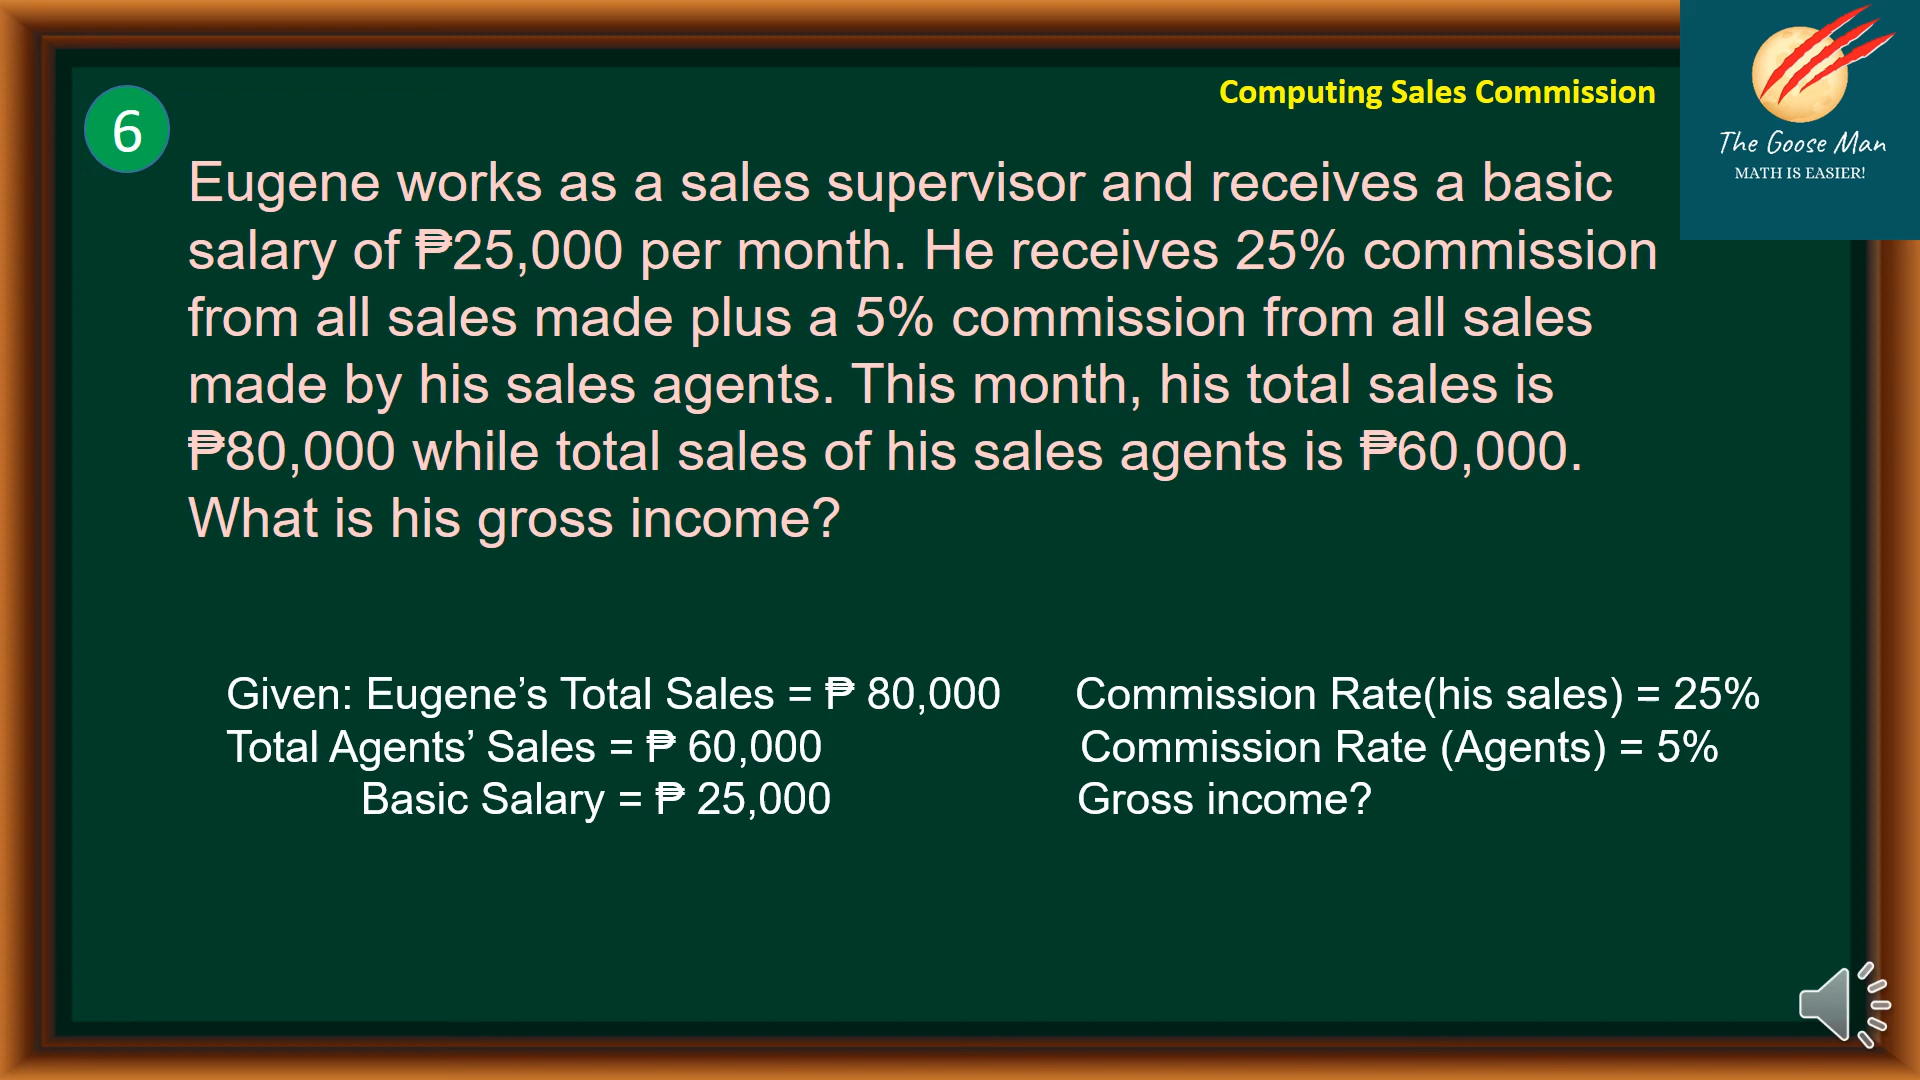 Computing Sales Commission
The Goose Man
MATH IS EASIER!
6
Eugene works as a sales supervisor and receives a basic
salary of ₱25,000 per month. He receives 25% commission
from all sales made plus a 5% commission from all sales
made by his sales agents. This month, his total sales is
₱80,000 while total sales of his sales agents is ₱60,000.
What is his gross income?
Given: Eugene’s Total Sales = ₱ 80,000 Commission Rate(his sales) = 25%
Total Agents’ Sales = ₱ 60,000 Commission Rate (Agents) = 5%
Basic Salary = ₱ 25,000 Gross income?